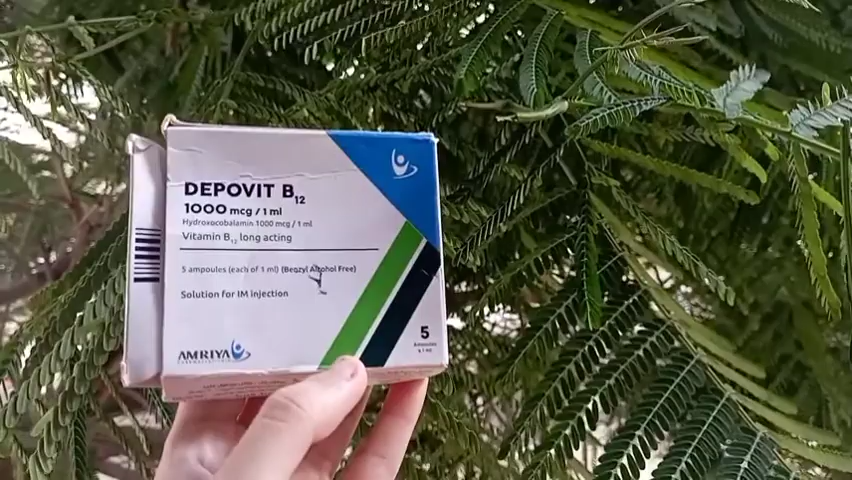 DEPOVIT B12
1000 mcg / 1 ml
Hydroxocobalamin 1000 mcg / 1 ml
Vitamin B12 long acting
5 ampoules (each of 1 ml) (Benzyl Alcohol Free)
Solution for IM injection
5
Ampoules
AMRIYA